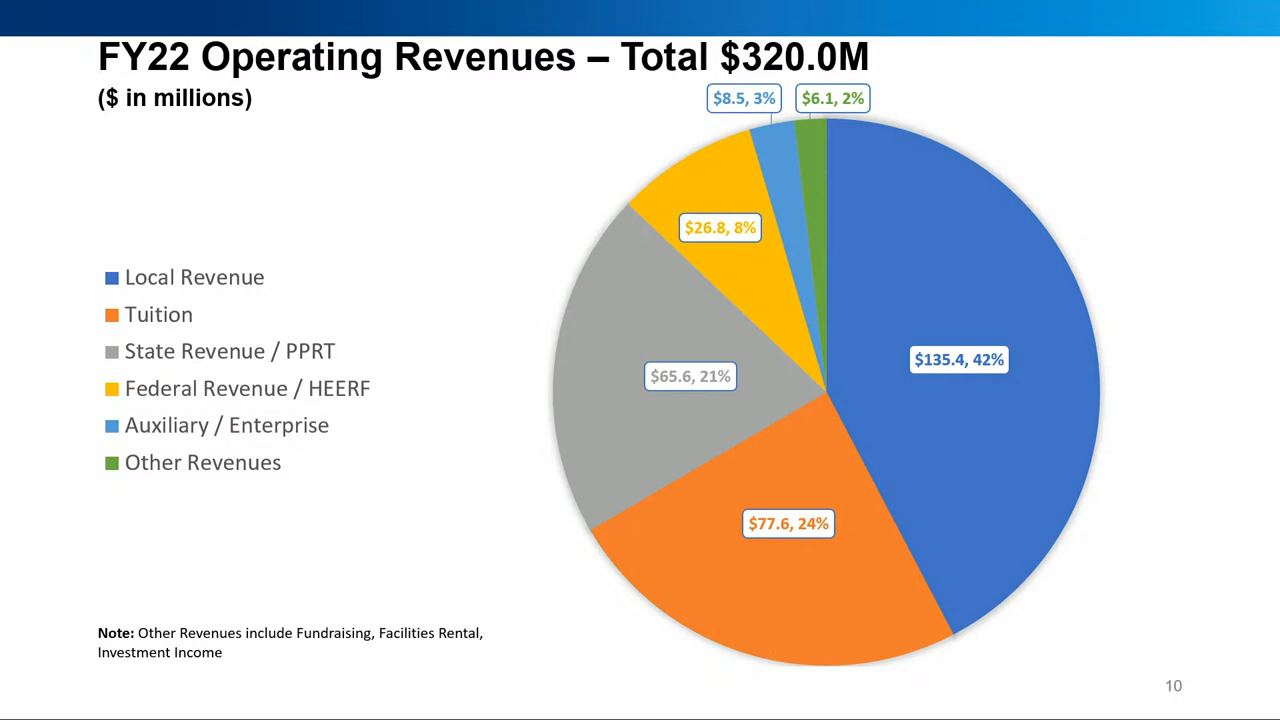 FY22 Operating Revenues – Total $320.0M
($ in millions)
$8.5, 3%
$6.1, 2%
$26.8, 8%
Local Revenue
Tuition
State Revenue / PPRT
Federal Revenue / HEERF
Auxiliary / Enterprise
Other Revenues
$135.4, 42%
$65.6, 21%
$77.6, 24%
Note: Other Revenues include Fundraising, Facilities Rental,
Investment Income
10